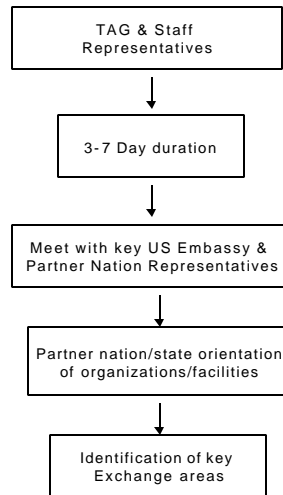 TAG & Staff
Representatives
3-7 Day duration
Meet with key US Embassy &
Partner Nation Representatives
Partner nation/state orientation
of organizations/facilities
Identification of key
Exchange areas